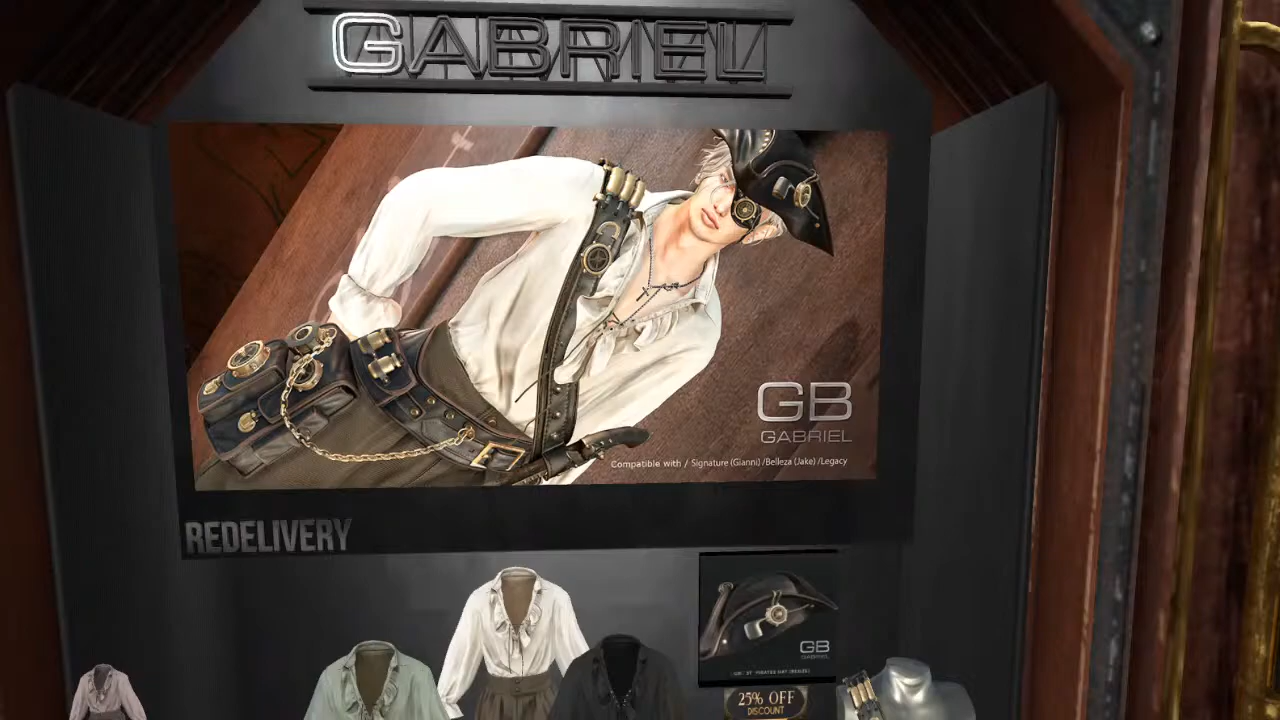 GABRIEL
GB
GABRIEL
Compatible with / Signature (Gianni) /Belleza (Jake) /Legacy
REDELIVERY
GB
GABRIEL
25% OFF
DISCOUNT